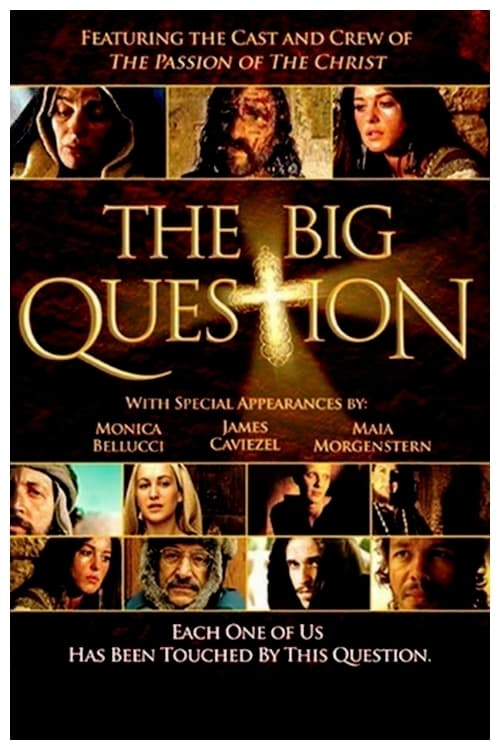 FEATURING THE CAST AND CREW OF
THE PASSION OF THE CHRIST
THE BIG
QUESTION
WITH SPECIAL APPEARANCES BY:
MONICA BELLUCCI
JAMES CAVIEZEL
MAIA MORGENSTERN
EACH ONE OF US
HAS BEEN TOUCHED BY THIS QUESTION.